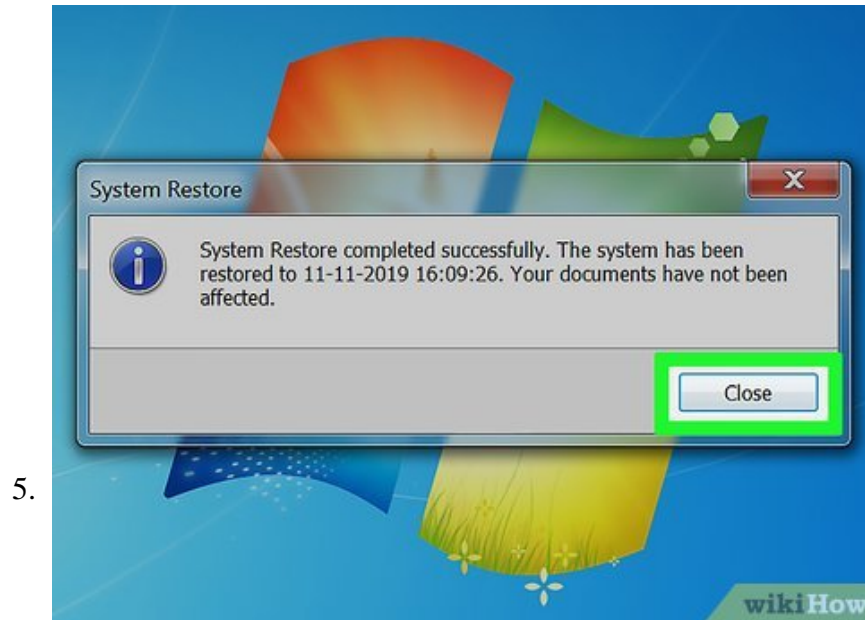 System Restore
System Restore completed successfully. The system has been
restored to 11-11-2019 16:09:26. Your documents have not been
affected.
Close
5.
wikiHow